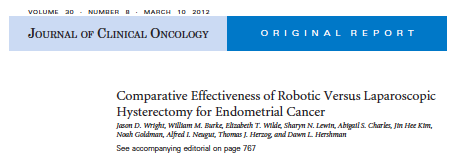 VOLUME 30 · NUMBER 8 · MARCH 10 2012
JOURNAL OF CLINICAL ONCOLOGY
ORIGINAL REPORT
Comparative Effectiveness of Robotic Versus Laparoscopic
Hysterectomy for Endometrial Cancer
Jason D. Wright, William M. Burke, Elizabeth T. Wilde, Sharyn N. Lewin, Abigail S. Charles, Jin Hee Kim,
Noah Goldman, Alfred I. Neugut, Thomas J. Herzog, and Dawn L. Hershman
See accompanying editorial on page 767